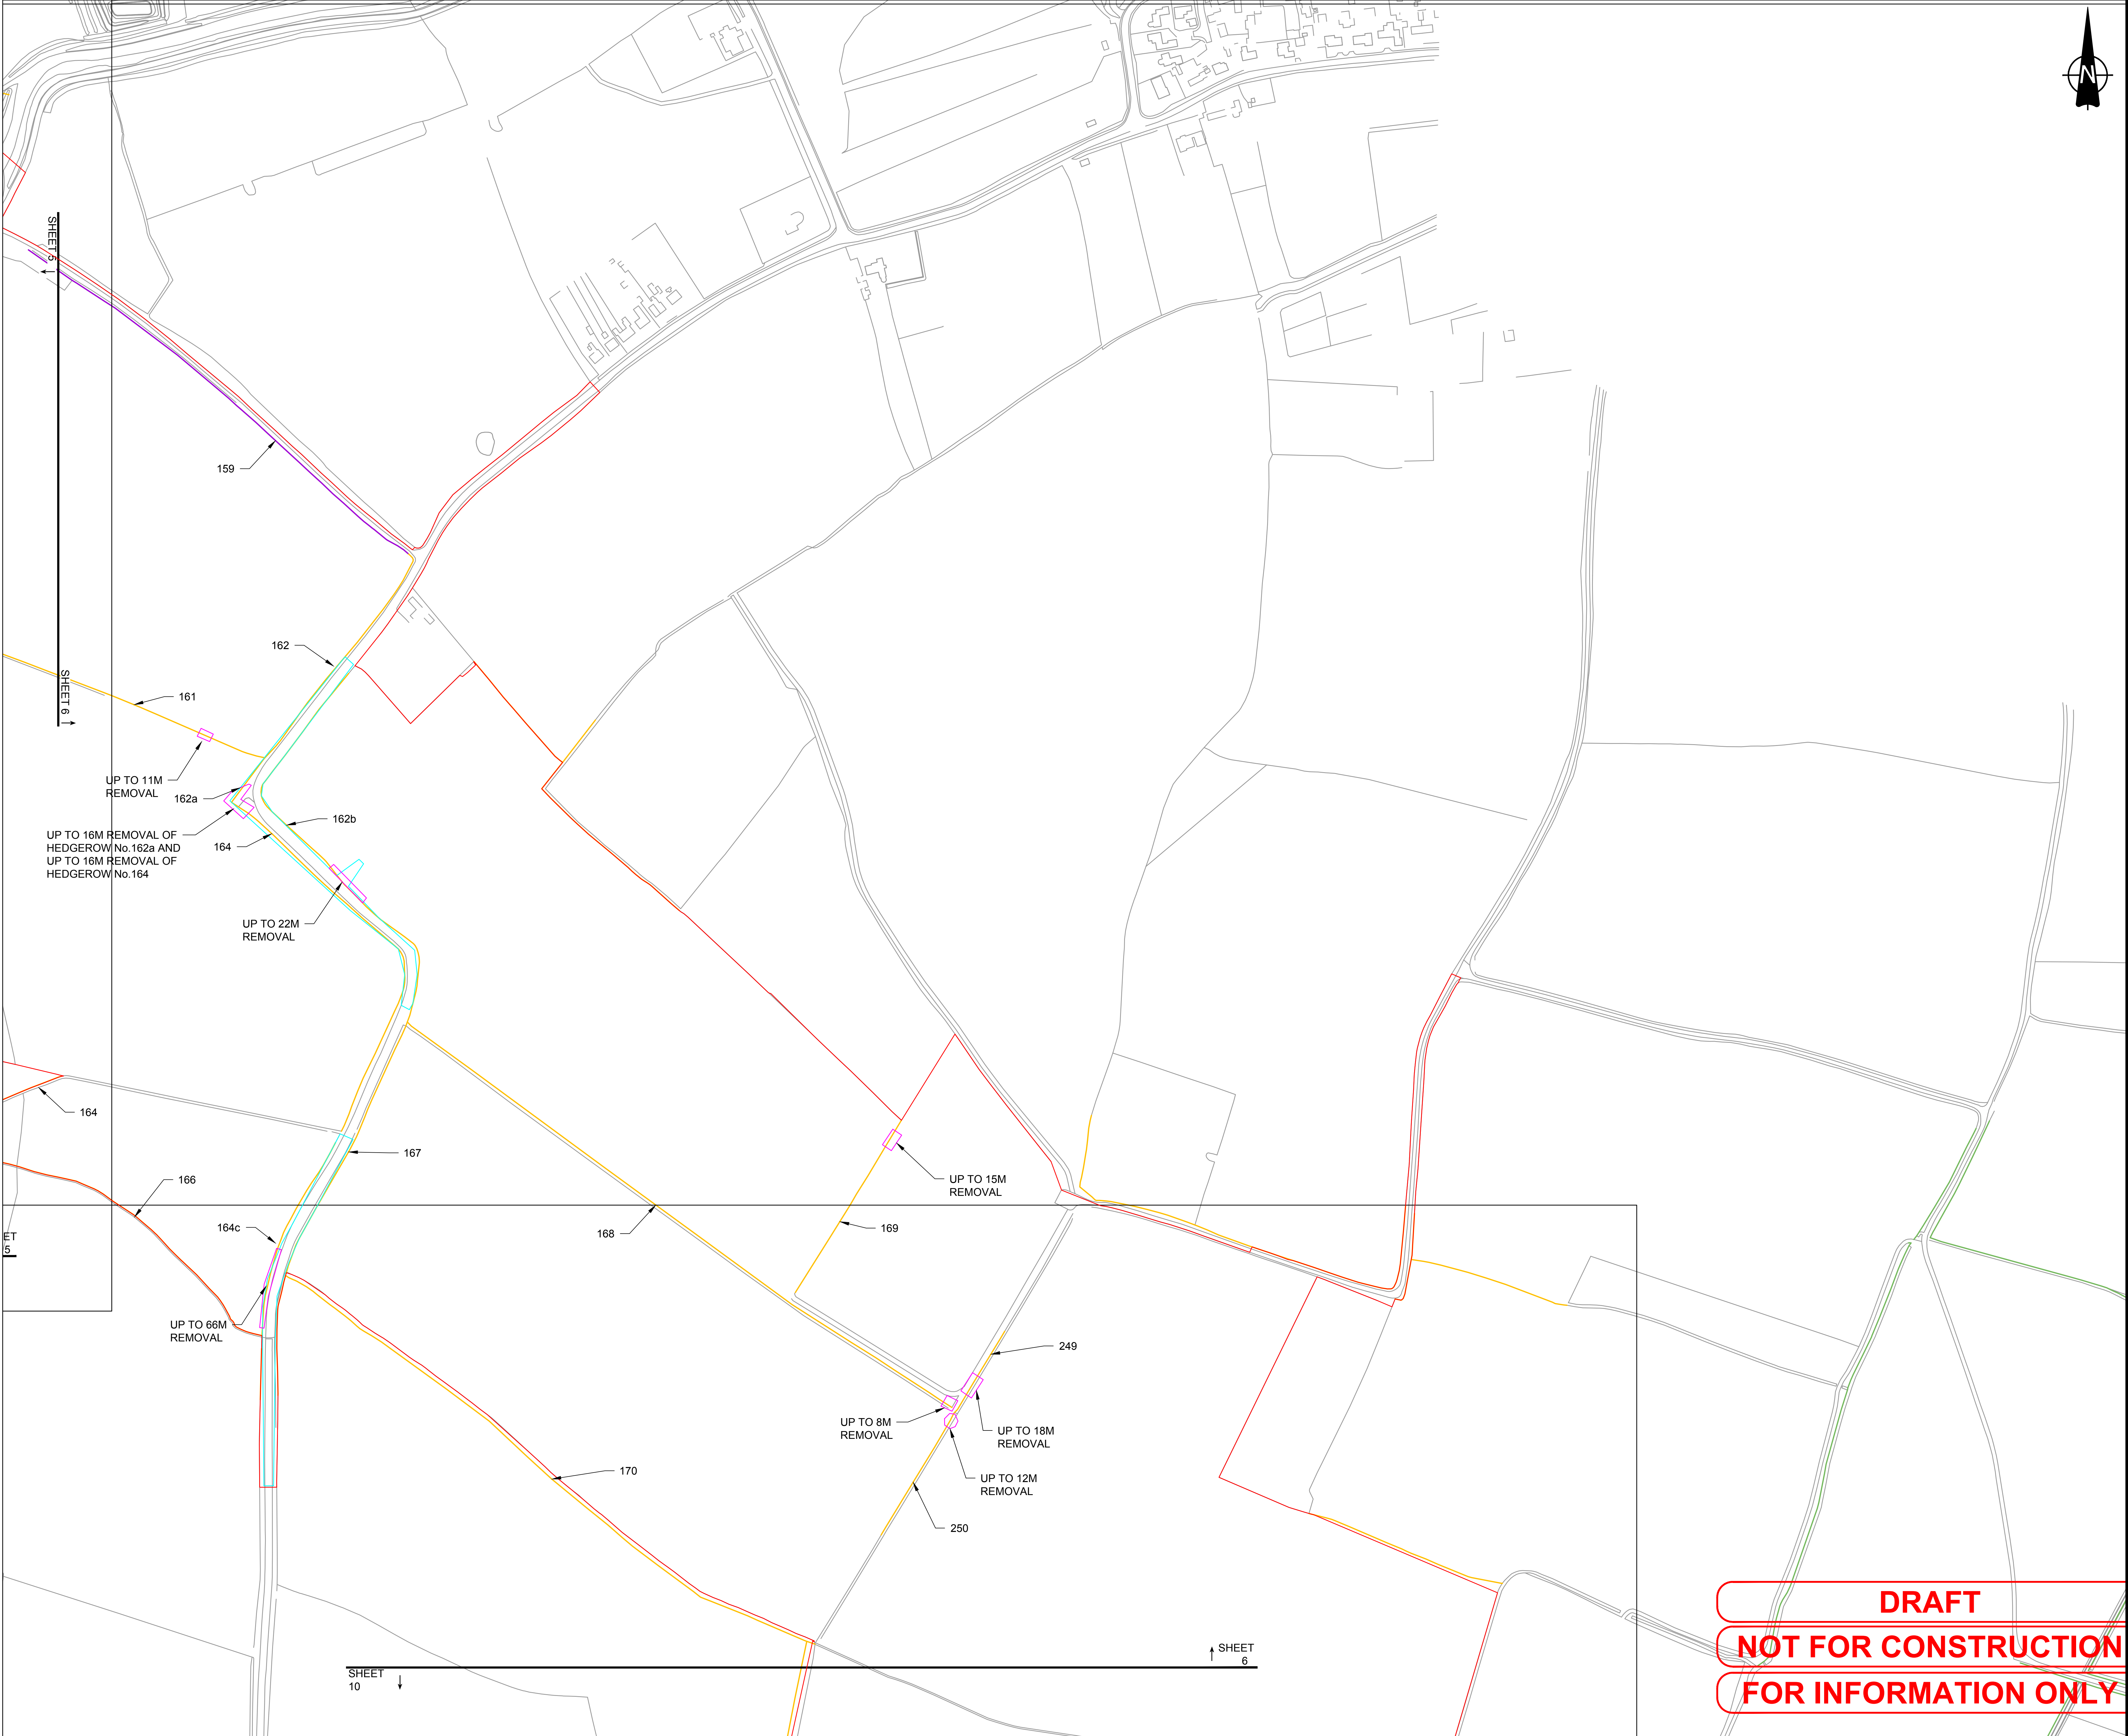 N
SHEET 5
159
162
161
SHEET 6
UP TO 11M
REMOVAL
162a
162b
UP TO 16M REMOVAL OF
HEDGEROW No.162a AND
UP TO 16M REMOVAL OF
HEDGEROW No.164
164
UP TO 22M
REMOVAL
164
167
166
UP TO 15M
REMOVAL
164c
168
169
ET
5
UP TO 66M
REMOVAL
249
UP TO 8M
REMOVAL
UP TO 18M
REMOVAL
170
UP TO 12M
REMOVAL
250
DRAFT
NOT FOR CONSTRUCTION
FOR INFORMATION ONLY
SHEET
6
SHEET
10